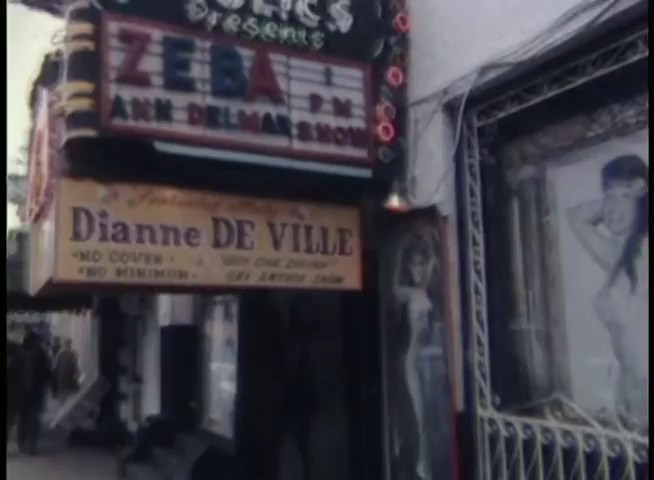 Presents
ZEBA 1
P M
ANN DELMAR SHOW
Dianne DE VILLE
•NO COVER•
•NO MINIMUM•